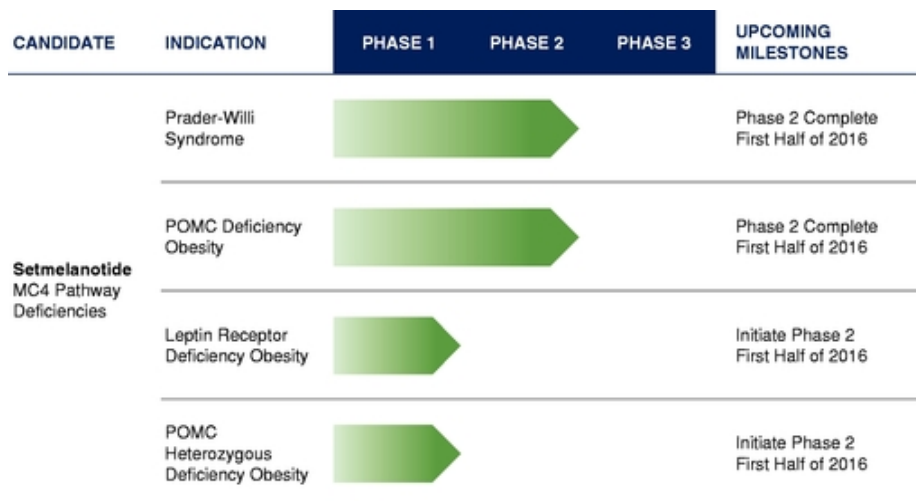 CANDIDATE INDICATION PHASE 1 PHASE 2 PHASE 3 UPCOMING
MILESTONES
Prader-Willi
Syndrome
Phase 2 Complete
First Half of 2016
POMC Deficiency
Obesity
Phase 2 Complete
First Half of 2016
Setmelanotide
MC4 Pathway
Deficiencies
Leptin Receptor
Deficiency Obesity
Initiate Phase 2
First Half of 2016
POMC
Heterozygous
Deficiency Obesity
Initiate Phase 2
First Half of 2016